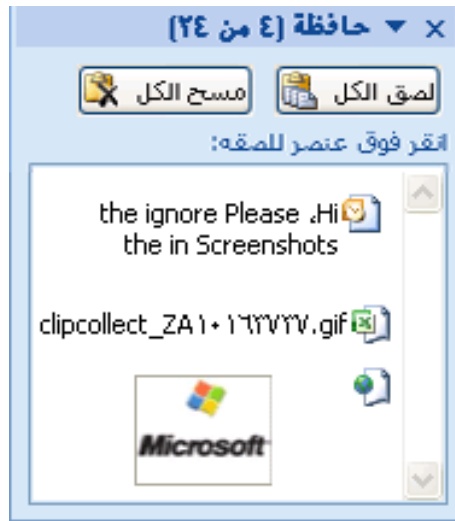 حافظة (٤ من ٢٤)
لصق الكل
مسح الكل
انقر فوق عنصر للصقه:
the ignore Please ،Hi
the in Screenshots
clipcollect_ZA١٠١٦٢٧٢٧.gif
Microsoft